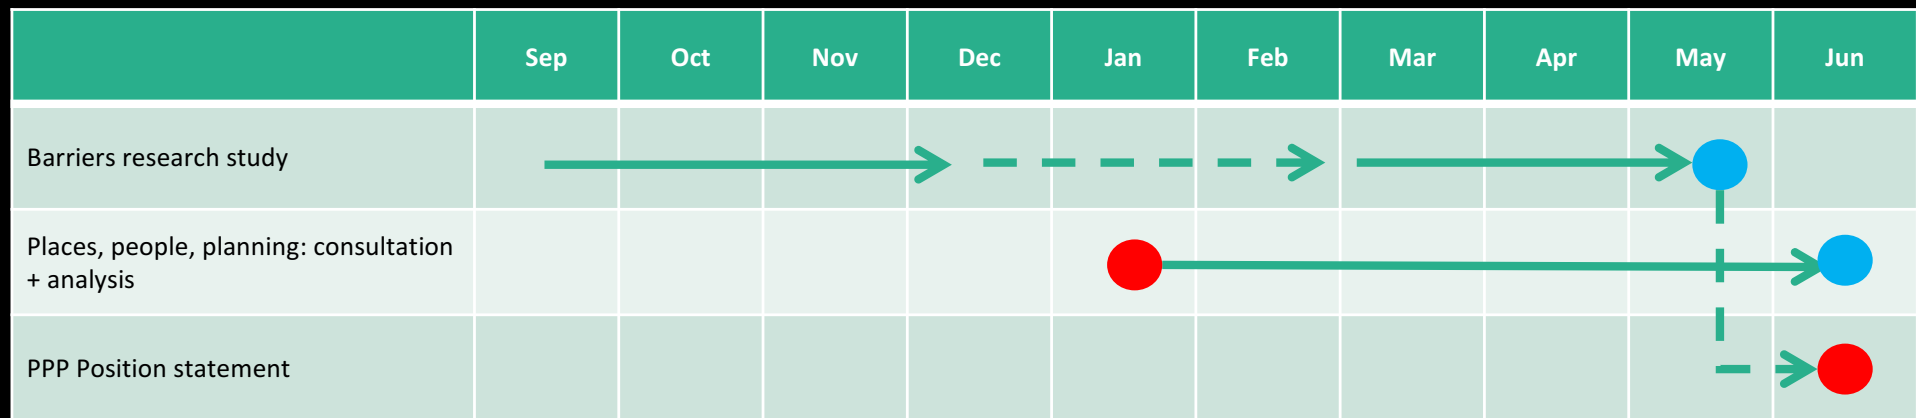 Sep Oct Nov Dec Jan Feb Mar Apr May Jun
Barriers research study
Places, people, planning: consultation
+ analysis
PPP Position statement